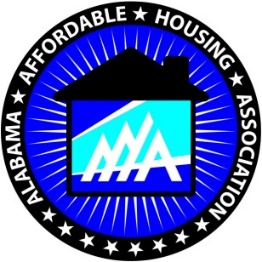 ALABAMA ★ AFFORDABLE ★ HOUSING ★ ASSOCIATION